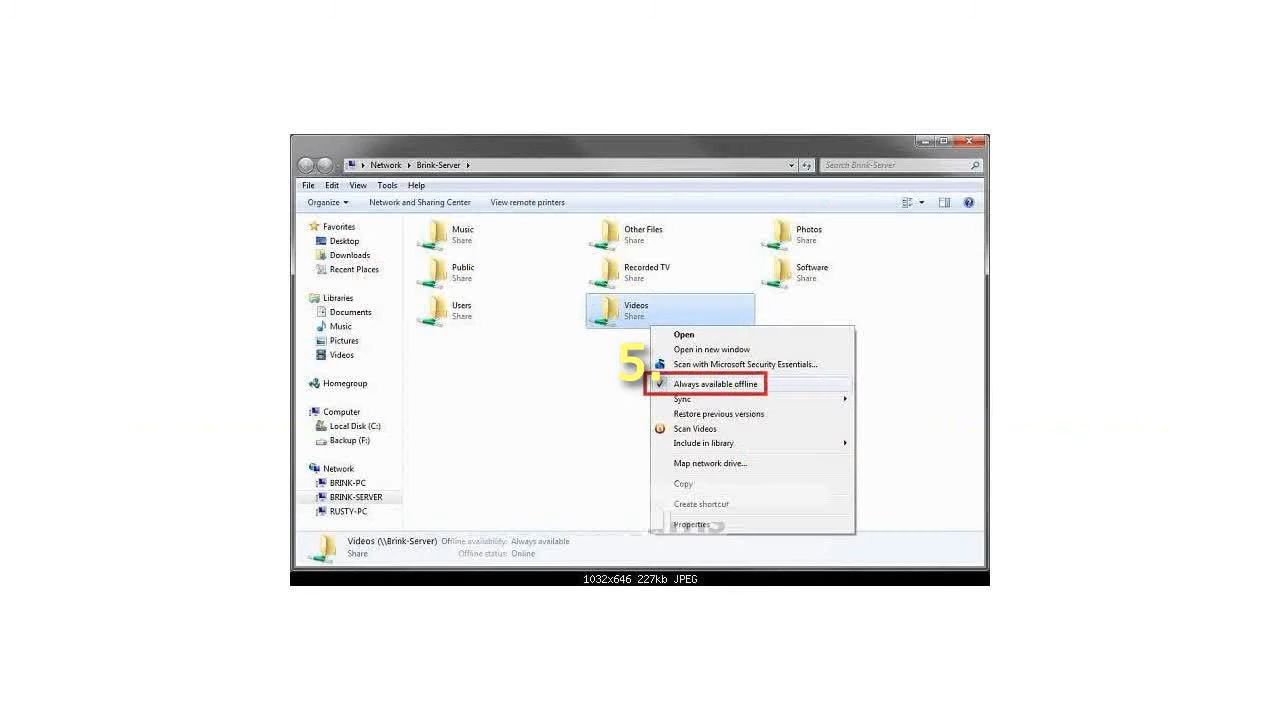 Network Brink-Server
Search Brink-Server
File Edit View Tools Help
Organize Network and Sharing Center View remote printers
Favorites
Desktop
Downloads
Recent Places
Libraries
Documents
Music
Pictures
Videos
Homegroup
Computer
Local Disk (C:)
Backup (F:)
Network
BRINK-PC
BRINK-SERVER
RUSTY-PC
Music
Share
Other Files
Share
Photos
Share
Public
Share
Recorded TV
Share
Software
Share
Users
Share
Videos
Share
5.
Open
Open in new window
Scan with Microsoft Security Essentials...
Always available offline
Sync
Restore previous versions
Scan Videos
Include in library
Map network drive...
Copy
Create shortcut
Properties
Videos (\\Brink-Server) Offline availability: Always available
Share Offline status: Online
1032x646 227kb JPEG